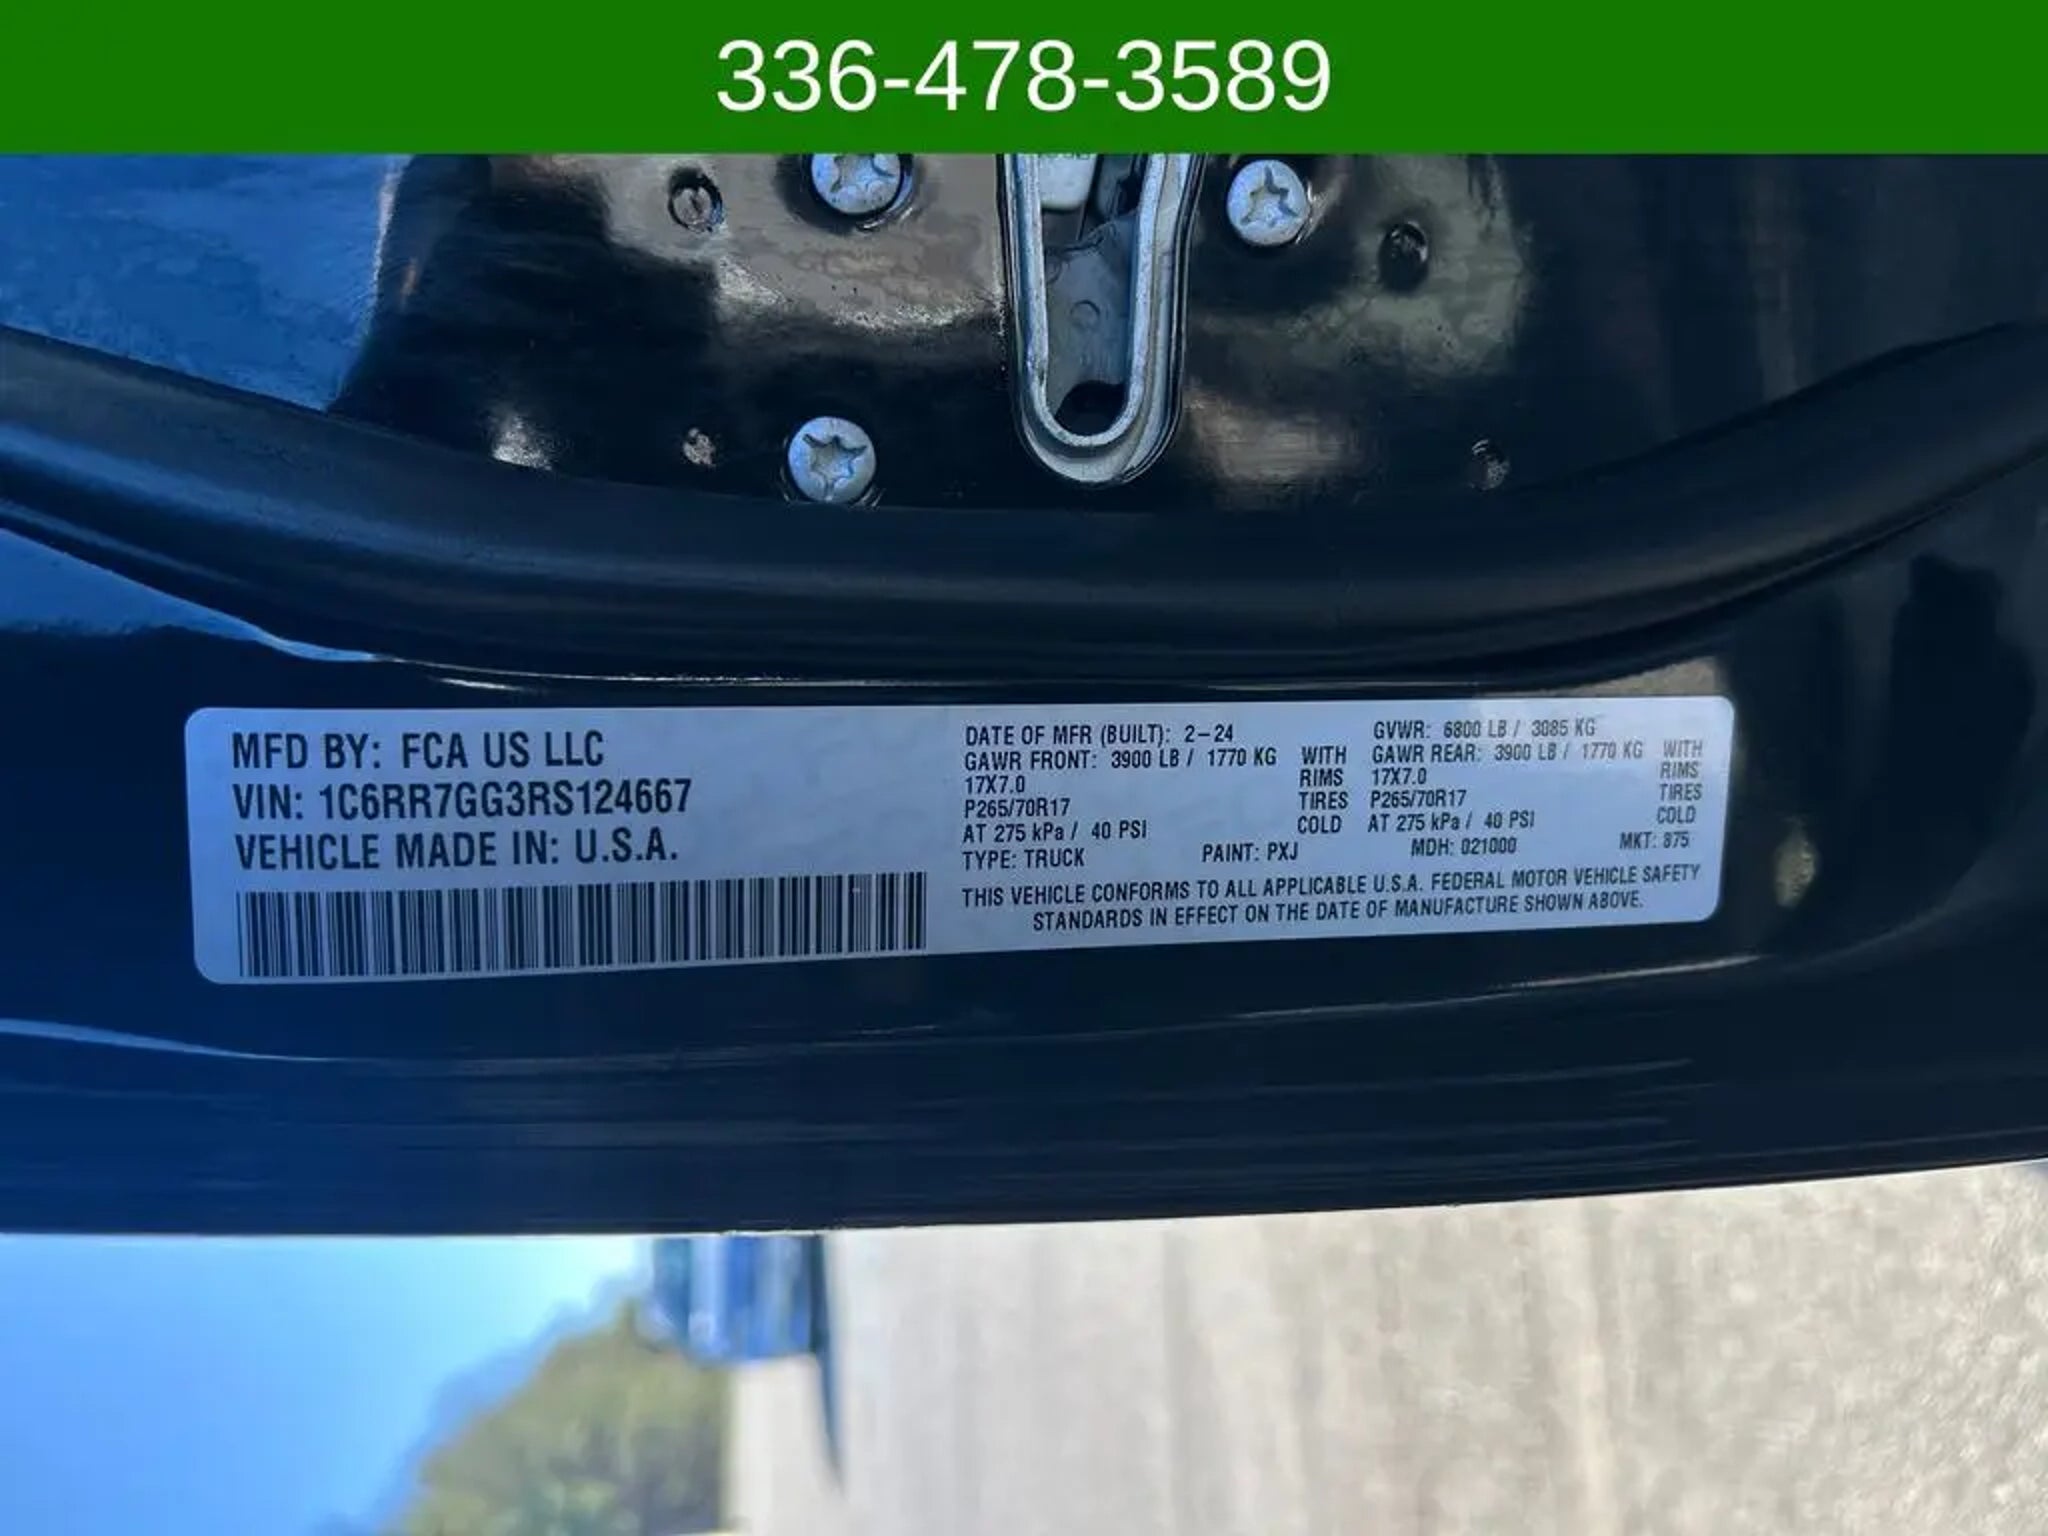 336-478-3589
MFD BY: FCA US LLC
VIN: 1C6RR7GG3RS124667
VEHICLE MADE IN: U.S.A.
DATE OF MFR (BUILT): 2-24 GVWR: 6800 LB / 3085 KG
GAWR FRONT: 3900 LB / 1770 KG WITH GAWR REAR: 3900 LB / 1770 KG WITH
17X7.0 RIMS 17X7.0 RIMS
P265/70R17 TIRES P265/70R17 TIRES
AT 275 kPa / 40 PSI COLD AT 275 kPa / 40 PSI COLD
TYPE: TRUCK PAINT: PXJ MDH: 021000 MKT: 875
THIS VEHICLE CONFORMS TO ALL APPLICABLE U.S.A. FEDERAL MOTOR VEHICLE SAFETY
STANDARDS IN EFFECT ON THE DATE OF MANUFACTURE SHOWN ABOVE.